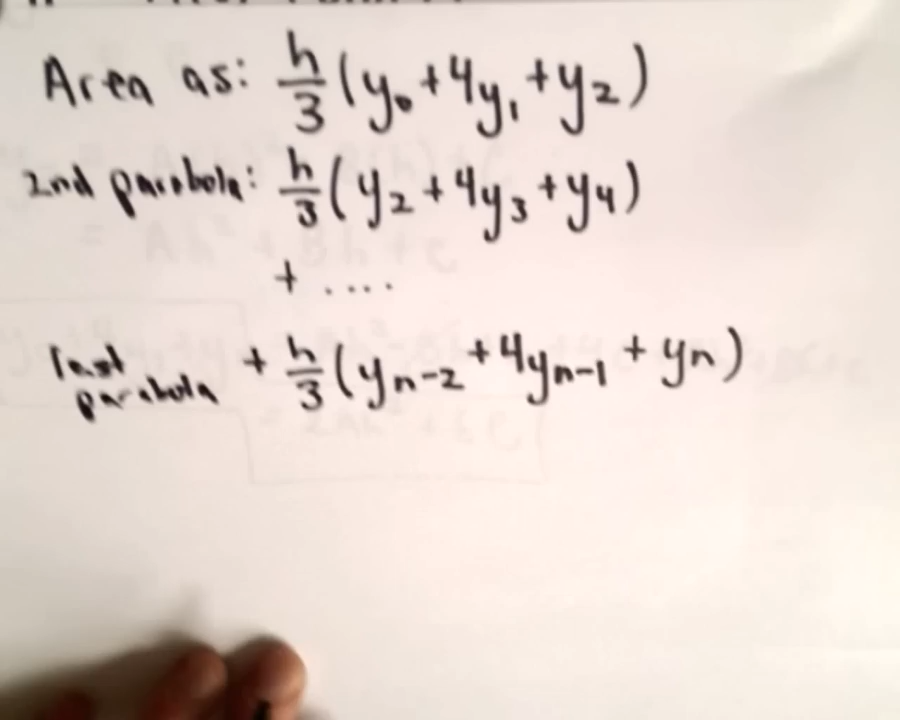 Area as: h/3 (y₀ + 4y₁ + y₂)
2nd parabola: h/3 (y₂ + 4y₃ + y₄)
+ ....
last parabola + h/3 (yₙ₋₂ + 4yₙ₋₁ + yₙ)